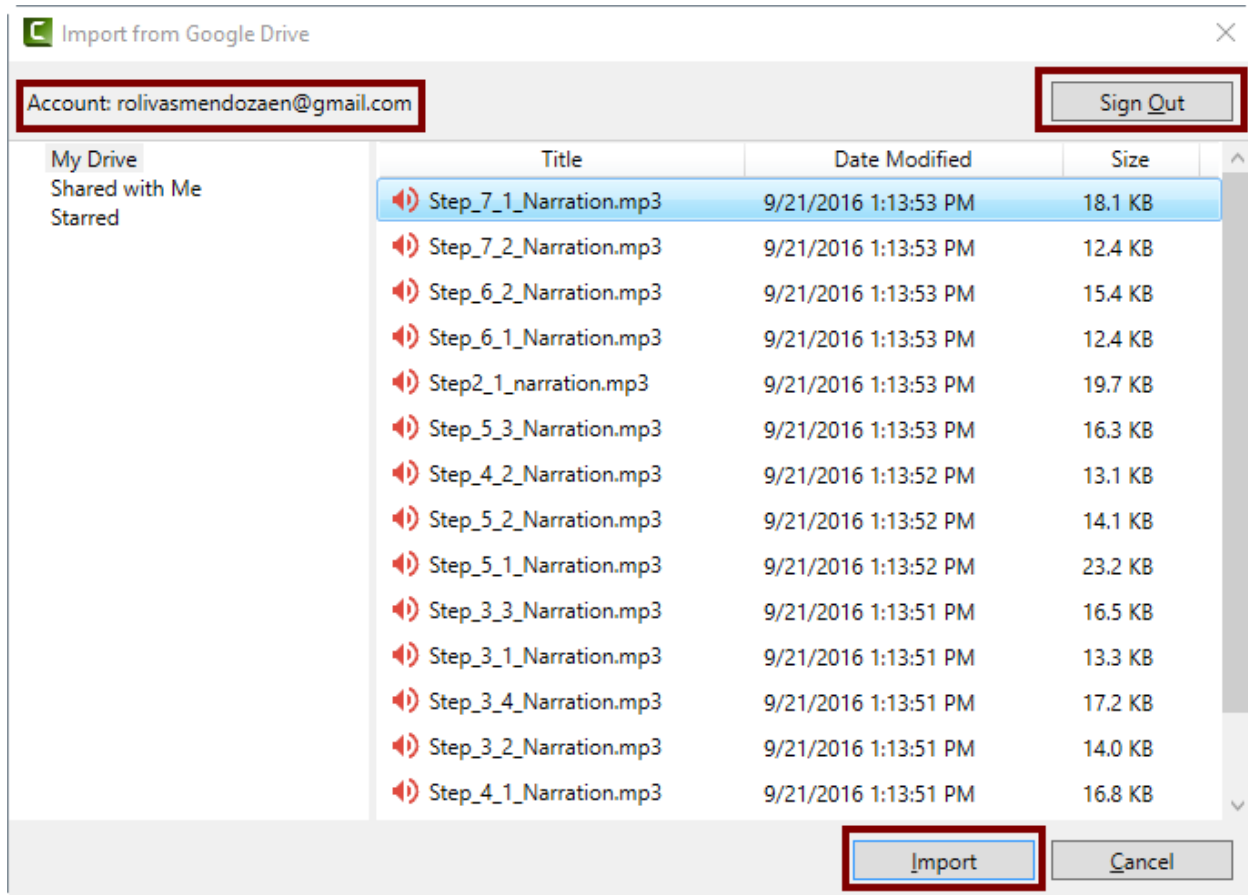 Import from Google Drive
Account: rolivasmendozaen@gmail.com
Sign Out
My Drive
Shared with Me
Starred
Title Date Modified Size
Step_7_1_Narration.mp3 9/21/2016 1:13:53 PM 18.1 KB
Step_7_2_Narration.mp3 9/21/2016 1:13:53 PM 12.4 KB
Step_6_2_Narration.mp3 9/21/2016 1:13:53 PM 15.4 KB
Step_6_1_Narration.mp3 9/21/2016 1:13:53 PM 12.4 KB
Step2_1_narration.mp3 9/21/2016 1:13:53 PM 19.7 KB
Step_5_3_Narration.mp3 9/21/2016 1:13:53 PM 16.3 KB
Step_4_2_Narration.mp3 9/21/2016 1:13:52 PM 13.1 KB
Step_5_2_Narration.mp3 9/21/2016 1:13:52 PM 14.1 KB
Step_5_1_Narration.mp3 9/21/2016 1:13:52 PM 23.2 KB
Step_3_3_Narration.mp3 9/21/2016 1:13:51 PM 16.5 KB
Step_3_1_Narration.mp3 9/21/2016 1:13:51 PM 13.3 KB
Step_3_4_Narration.mp3 9/21/2016 1:13:51 PM 17.2 KB
Step_3_2_Narration.mp3 9/21/2016 1:13:51 PM 14.0 KB
Step_4_1_Narration.mp3 9/21/2016 1:13:51 PM 16.8 KB
Import Cancel